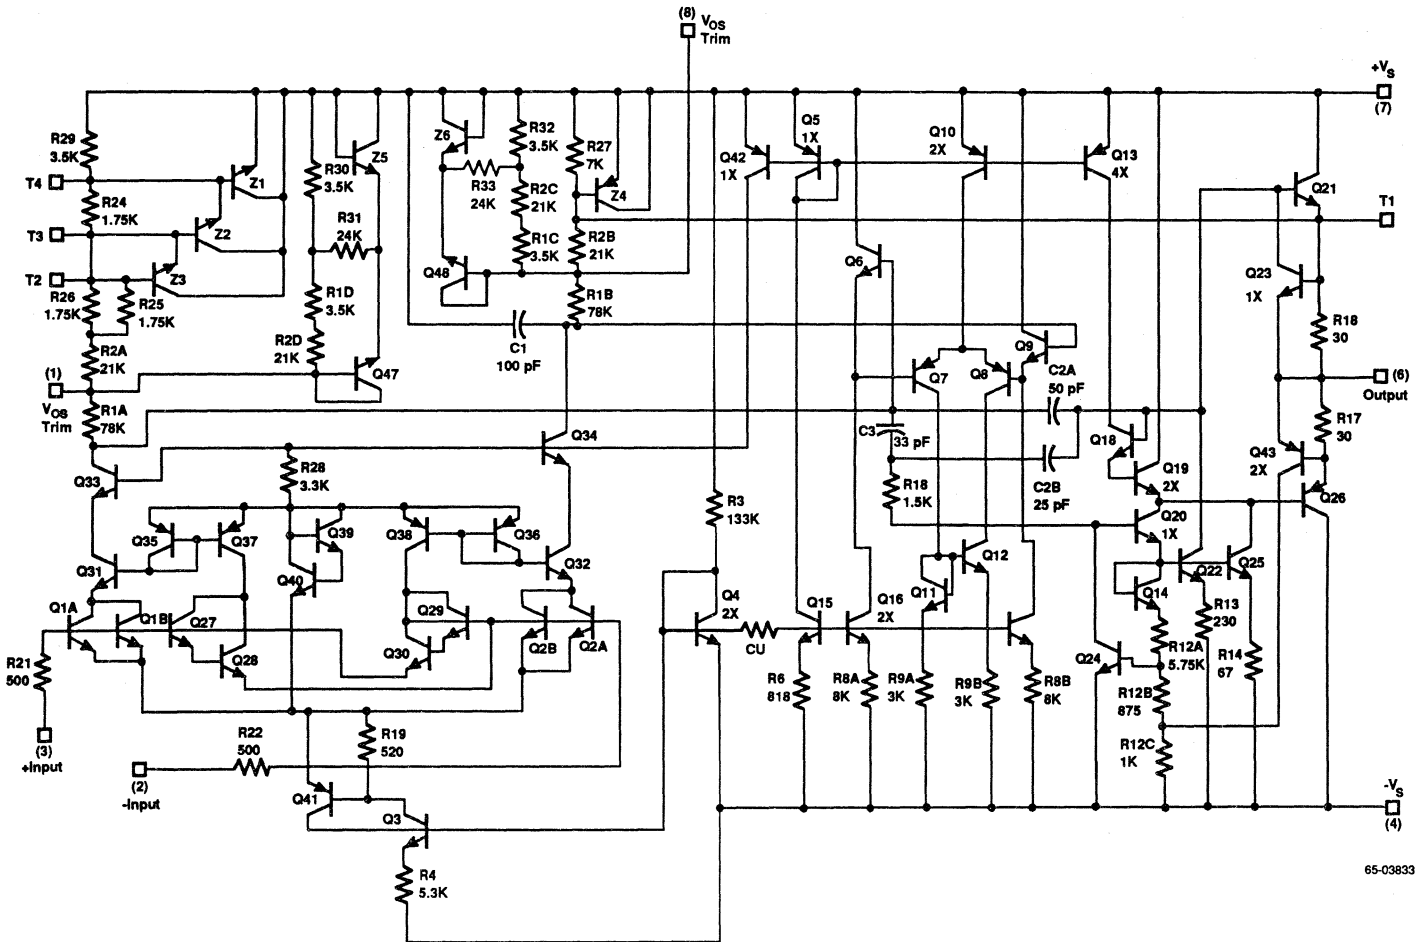 (8)
V_OS
Trim
+V_S
(7)
R29
3.5K
T4
R24
1.75K
T3
T2
R26
1.75K
R25
1.75K
Z1
Z2
Z3
R2A
21K
(1)
V_OS
Trim
R1A
78K
R30
3.5K
Z5
R31
24K
R1D
3.5K
R2D
21K
Q47
Z6
R32
3.5K
R33
24K
R2C
21K
R1C
3.5K
Q48
R27
7K
Z4
R2B
21K
R1B
78K
C1
100 pF
Q42
1X
Q5
1X
Q10
2X
Q13
4X
Q21
T1
Q6
Q23
1X
R18
30
Q7
Q8
Q9
C2A
50 pF
(6)
Output
C3
33 pF
C2B
25 pF
Q18
Q19
2X
R17
30
Q43
2X
Q26
Q33
Q34
R28
3.3K
R3
133K
R18
1.5K
Q20
1X
Q35
Q37
Q39
Q38
Q36
Q31
Q40
Q32
Q12
Q11
Q22
Q25
Q14
Q1A
Q1B
Q27
Q28
Q29
Q30
Q2B
Q2A
Q4
2X
CU
Q15
Q16
2X
R13
230
R12A
5.75K
R14
67
Q24
R21
500
R6
818
R8A
8K
R9A
3K
R9B
3K
R8B
8K
R12B
875
R12C
1K
(3)
+Input
R22
500
R19
520
(2)
-Input
Q41
Q3
-V_S
(4)
R4
5.3K
65-03833